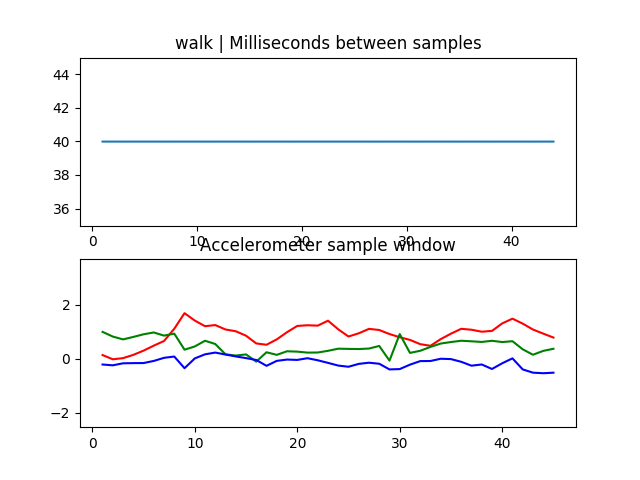 walk | Milliseconds between samples
44
42
40
38
36
0 10 20 30 40
Accelerometer sample window
2
0
−2
0 10 20 30 40